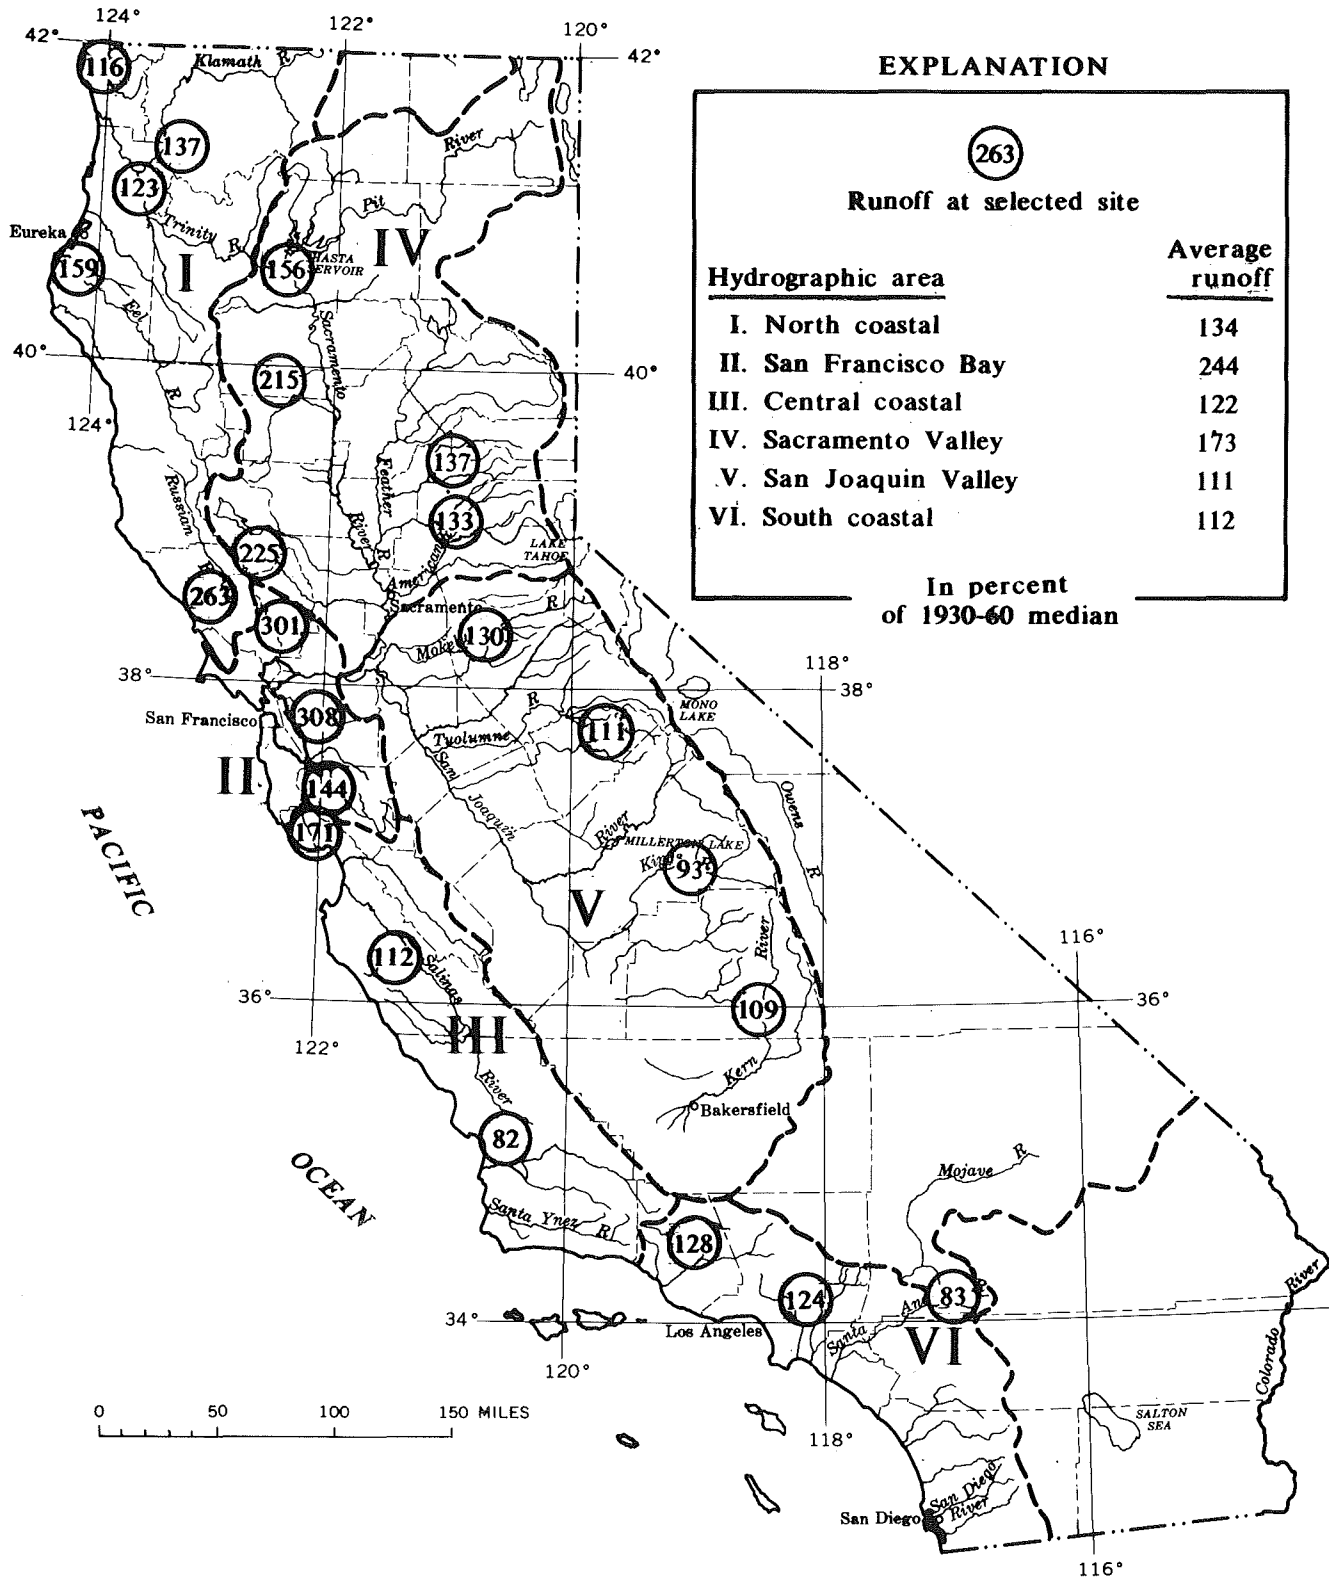 124°
122°
120°
42°
42°
116
Klamath R
137
123
River
Pit
Trinity R
Eureka
159
I
IV
156
SHASTA
RESERVOIR
Eel
R
Sacramento
40°
40°
215
124°
137
Feather
R
133
Russian
R
River
American
LAKE
TAHOE
225
263
301
Sacramento
130
R
38°
38°
118°
San Francisco
308
Tuolumne
R
111
MONO
LAKE
II
144
171
San
Joaquin
River
MILLERTON LAKE
Kings
R
93
Owens
R
PACIFIC
V
112
Salinas
River
River
116°
36°
36°
III
109
122°
Kern
Bakersfield
82
OCEAN
Mojave R
Santa Ynez R
128
124
83
34°
Los Angeles
Santa Ana
R
VI
River
Colorado
120°
118°
0 50 100 150 MILES
SALTON
SEA
San Diego
San Diego
River
116°
EXPLANATION
263
Runoff at selected site
Average
Hydrographic area runoff
I. North coastal 134
II. San Francisco Bay 244
III. Central coastal 122
IV. Sacramento Valley 173
V. San Joaquin Valley 111
VI. South coastal 112
In percent
of 1930-60 median